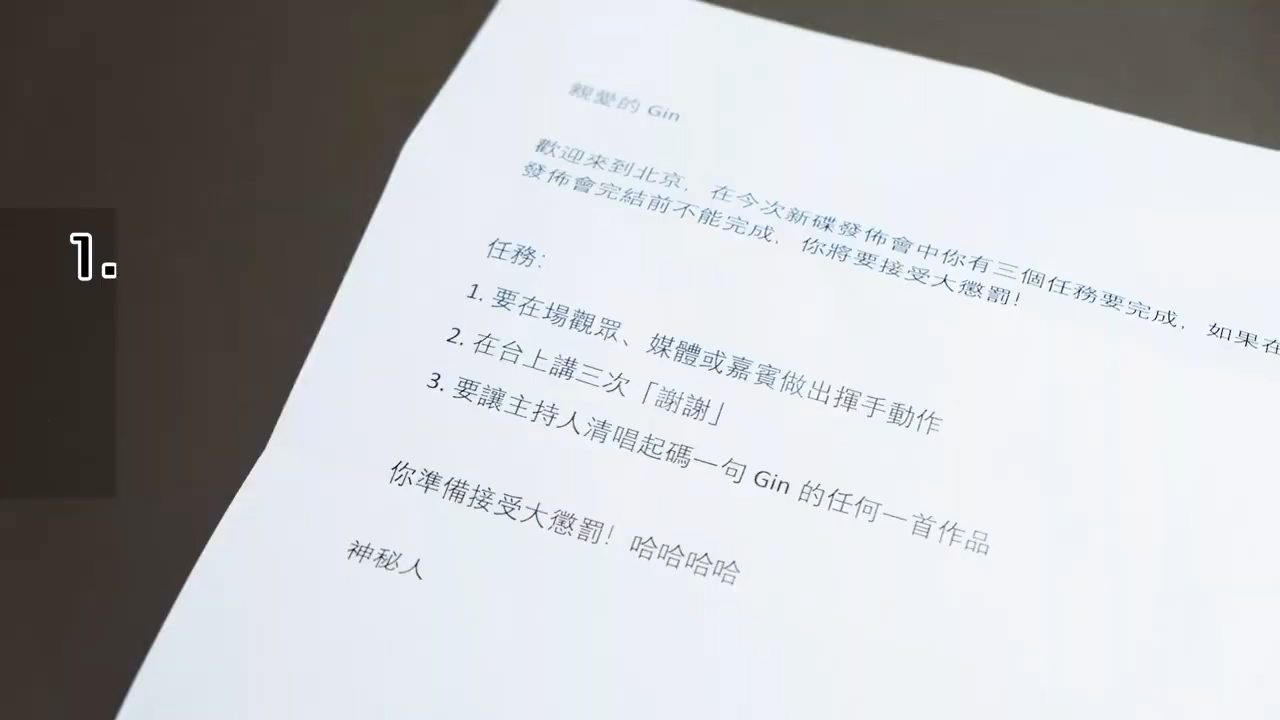 1.
親愛的 Gin
歡迎來到北京，在今次新碟發佈會中你有三個任務要完成，如果在
發佈會完結前不能完成，你將要接受大懲罰！
任務：
1. 要在場觀眾、媒體或嘉賓做出揮手動作
2. 在台上講三次「謝謝」
3. 要讓主持人清唱起碼一句 Gin 的任何一首作品
你準備接受大懲罰！哈哈哈哈
神秘人